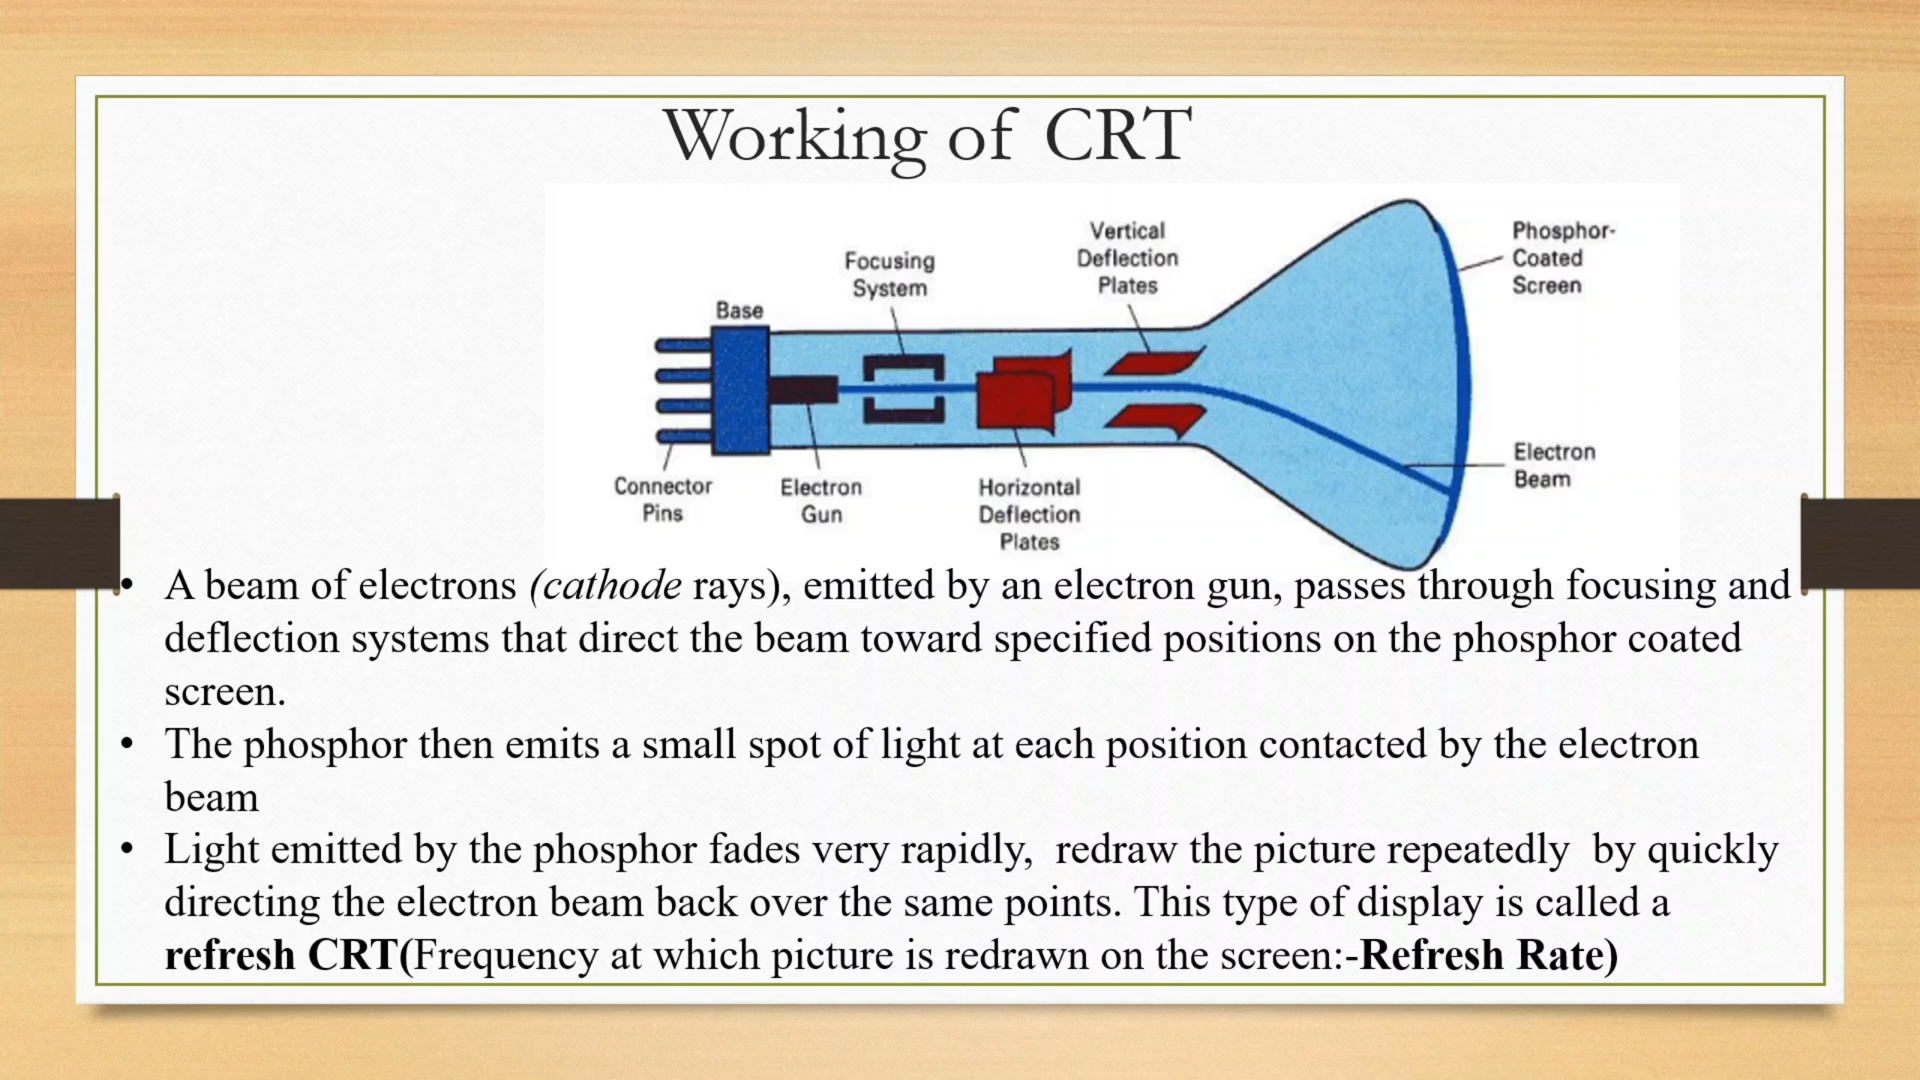 Working of CRT
Vertical
Deflection
Plates
Phosphor-
Coated
Screen
Focusing
System
Base
Electron
Beam
Connector
Pins
Electron
Gun
Horizontal
Deflection
Plates
• A beam of electrons (cathode rays), emitted by an electron gun, passes through focusing and
deflection systems that direct the beam toward specified positions on the phosphor coated
screen.
• The phosphor then emits a small spot of light at each position contacted by the electron
beam
• Light emitted by the phosphor fades very rapidly,  redraw the picture repeatedly  by quickly
directing the electron beam back over the same points. This type of display is called a
refresh CRT(Frequency at which picture is redrawn on the screen:-Refresh Rate)